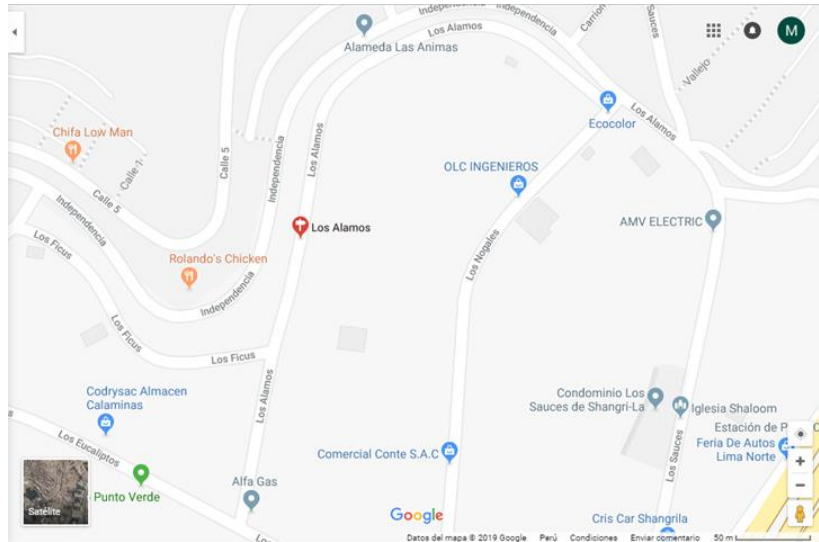 Independencia
Independencia
Carrion
Sauces
M
Los Alamos
Alameda Las Animas
Vallejo
Ecocolor
Los Alamos
Chifa Low Man
Calle 1
Calle 5
Los Alamos
Independencia
OLC INGENIEROS
Calle 5
Independencia
Los Alamos
AMV ELECTRIC
Los Ficus
Rolando's Chicken
Los Nogales
Independencia
Los Ficus
Los Ficus
Codrysac Almacen
Calaminas
Los Alamos
Condominio Los
Sauces de Shangri-La
Iglesia Shaloom
Estación de P
Feria De Autos
Lima Norte
Los Eucaliptos
Comercial Conte S.A.C
Los Sauces
Punto Verde
Alfa Gas
Satélite
Google
Cris Car Shangrila
Datos del mapa © 2019 Google Perú Condiciones Enviar comentario 50 m